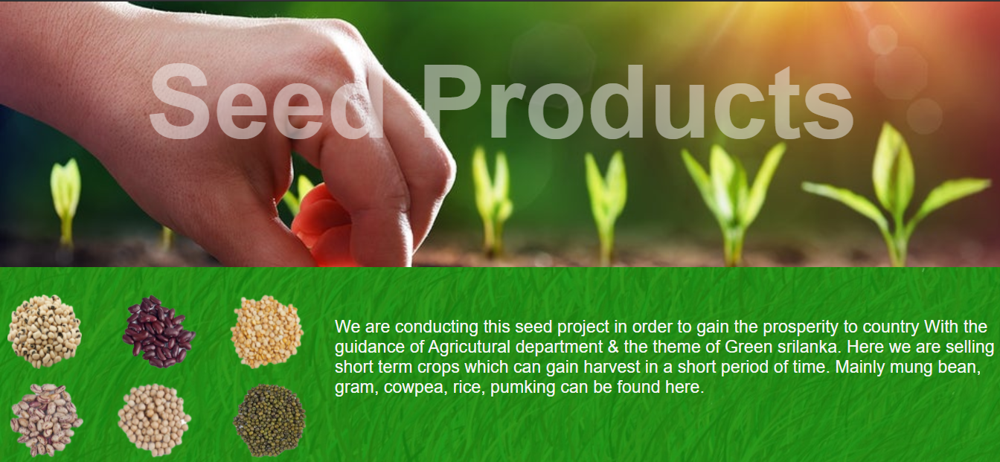 Seed Products
We are conducting this seed project in order to gain the prosperity to country With the
guidance of Agricutural department & the theme of Green srilanka. Here we are selling
short term crops which can gain harvest in a short period of time. Mainly mung bean,
gram, cowpea, rice, pumking can be found here.